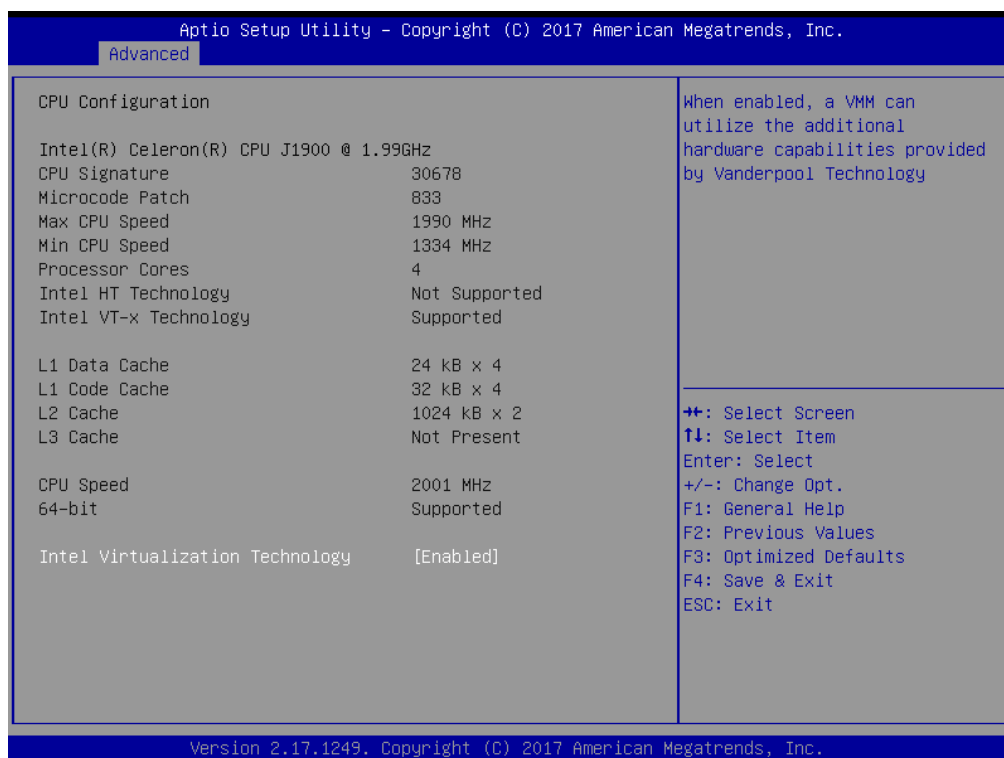 Aptio Setup Utility – Copyright (C) 2017 American Megatrends, Inc.
Advanced
CPU Configuration
Intel(R) Celeron(R) CPU J1900 @ 1.99GHz
CPU Signature 30678
Microcode Patch 833
Max CPU Speed 1990 MHz
Min CPU Speed 1334 MHz
Processor Cores 4
Intel HT Technology Not Supported
Intel VT-x Technology Supported
L1 Data Cache 24 kB x 4
L1 Code Cache 32 kB x 4
L2 Cache 1024 kB x 2
L3 Cache Not Present
CPU Speed 2001 MHz
64-bit Supported
Intel Virtualization Technology [Enabled]
When enabled, a VMM can
utilize the additional
hardware capabilities provided
by Vanderpool Technology
→←: Select Screen
↑↓: Select Item
Enter: Select
+/-: Change Opt.
F1: General Help
F2: Previous Values
F3: Optimized Defaults
F4: Save & Exit
ESC: Exit
Version 2.17.1249. Copyright (C) 2017 American Megatrends, Inc.